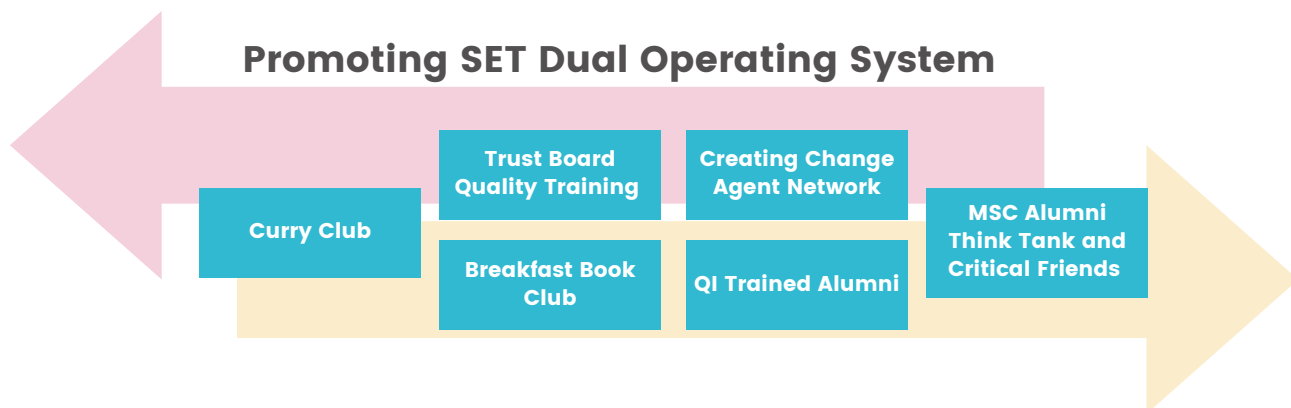 Promoting SET Dual Operating System
Curry Club
Trust Board
Quality Training
Breakfast Book
Club
Creating Change
Agent Network
QI Trained Alumni
MSC Alumni
Think Tank and
Critical Friends